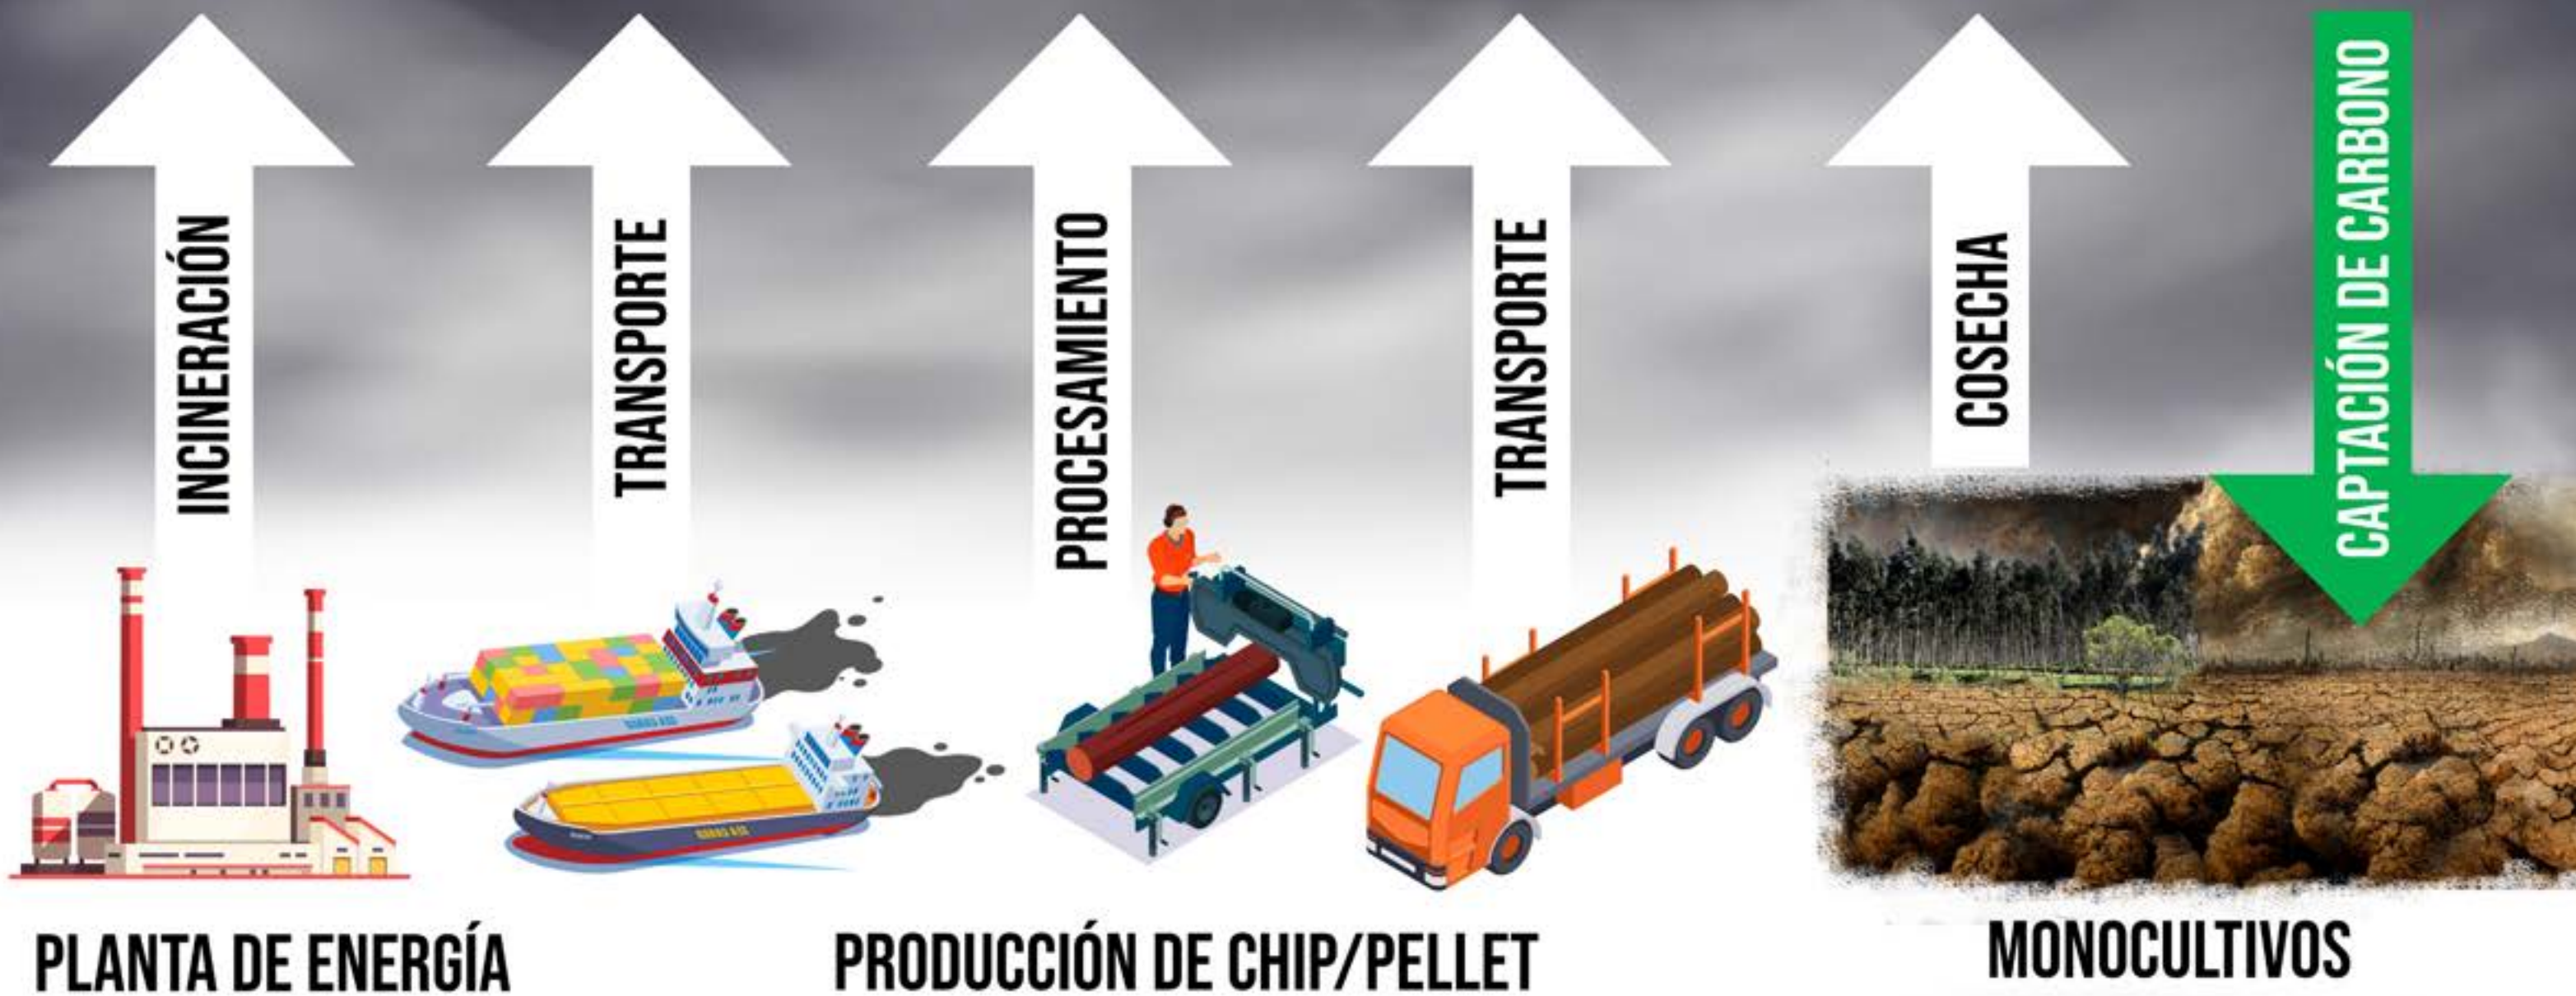 INCINERACIÓN
TRANSPORTE
PROCESAMIENTO
TRANSPORTE
COSECHA
CAPTACIÓN DE CARBONO
PLANTA DE ENERGÍA
PRODUCCIÓN DE CHIP/PELLET
MONOCULTIVOS